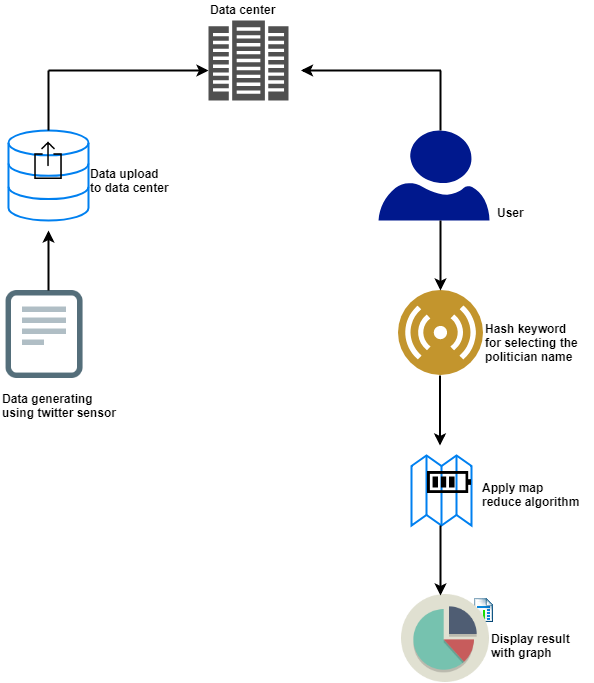 Data center
Data upload
to data center
User
Hash keyword
for selecting the
politician name
Data generating
using twitter sensor
Apply map
reduce algorithm
Display result
with graph